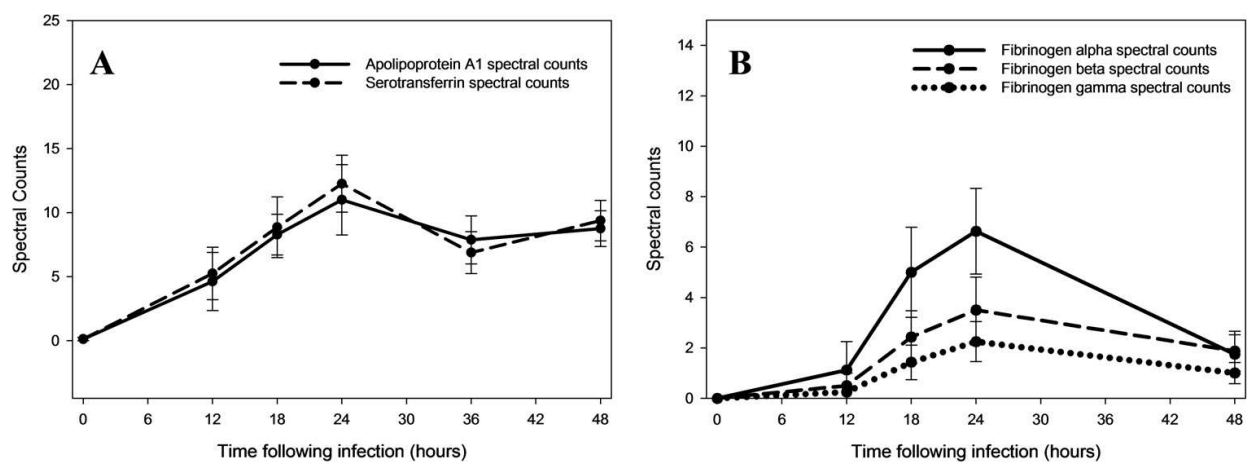 A
Apolipoprotein A1 spectral counts
Serotransferrin spectral counts
25
20
15
10
5
0
Spectral Counts
0 6 12 18 24 30 36 42 48
Time following infection (hours)
B
Fibrinogen alpha spectral counts
Fibrinogen beta spectral counts
Fibrinogen gamma spectral counts
14
12
10
8
6
4
2
0
Spectral counts
0 6 12 18 24 30 36 42 48
Time following infection (hours)